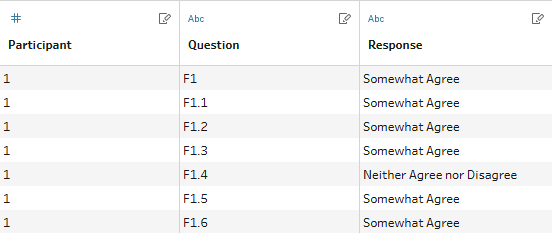 # Abc Abc
Participant Question Response
1 F1 Somewhat Agree
1 F1.1 Somewhat Agree
1 F1.2 Somewhat Agree
1 F1.3 Somewhat Agree
1 F1.4 Neither Agree nor Disagree
1 F1.5 Somewhat Agree
1 F1.6 Somewhat Agree